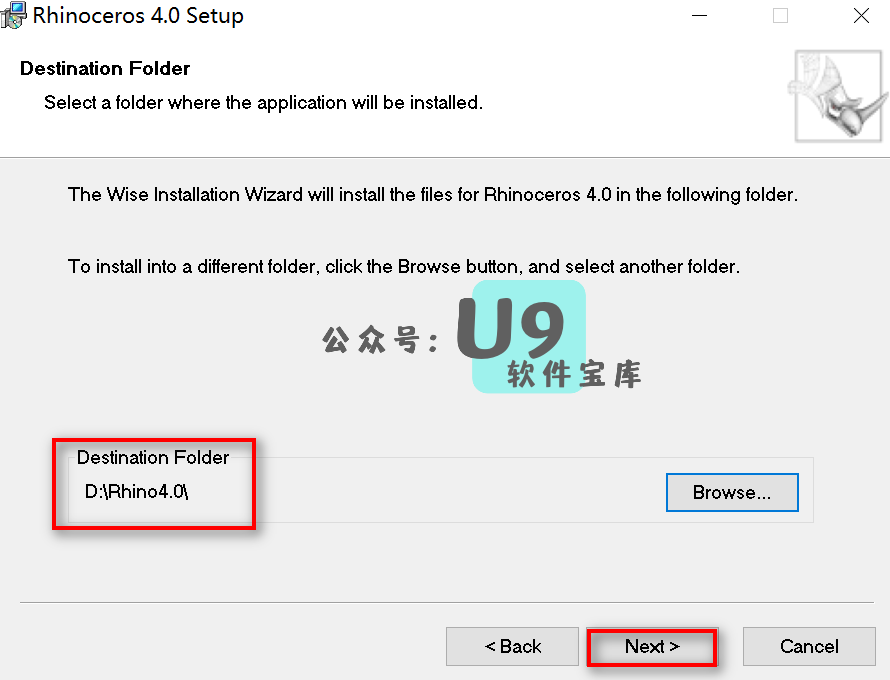 Rhinoceros 4.0 Setup
Destination Folder
Select a folder where the application will be installed.
The Wise Installation Wizard will install the files for Rhinoceros 4.0 in the following folder.
To install into a different folder, click the Browse button, and select another folder.
公众号：U9
软件宝库
Destination Folder
D:\Rhino4.0\
Browse...
< Back
Next >
Cancel